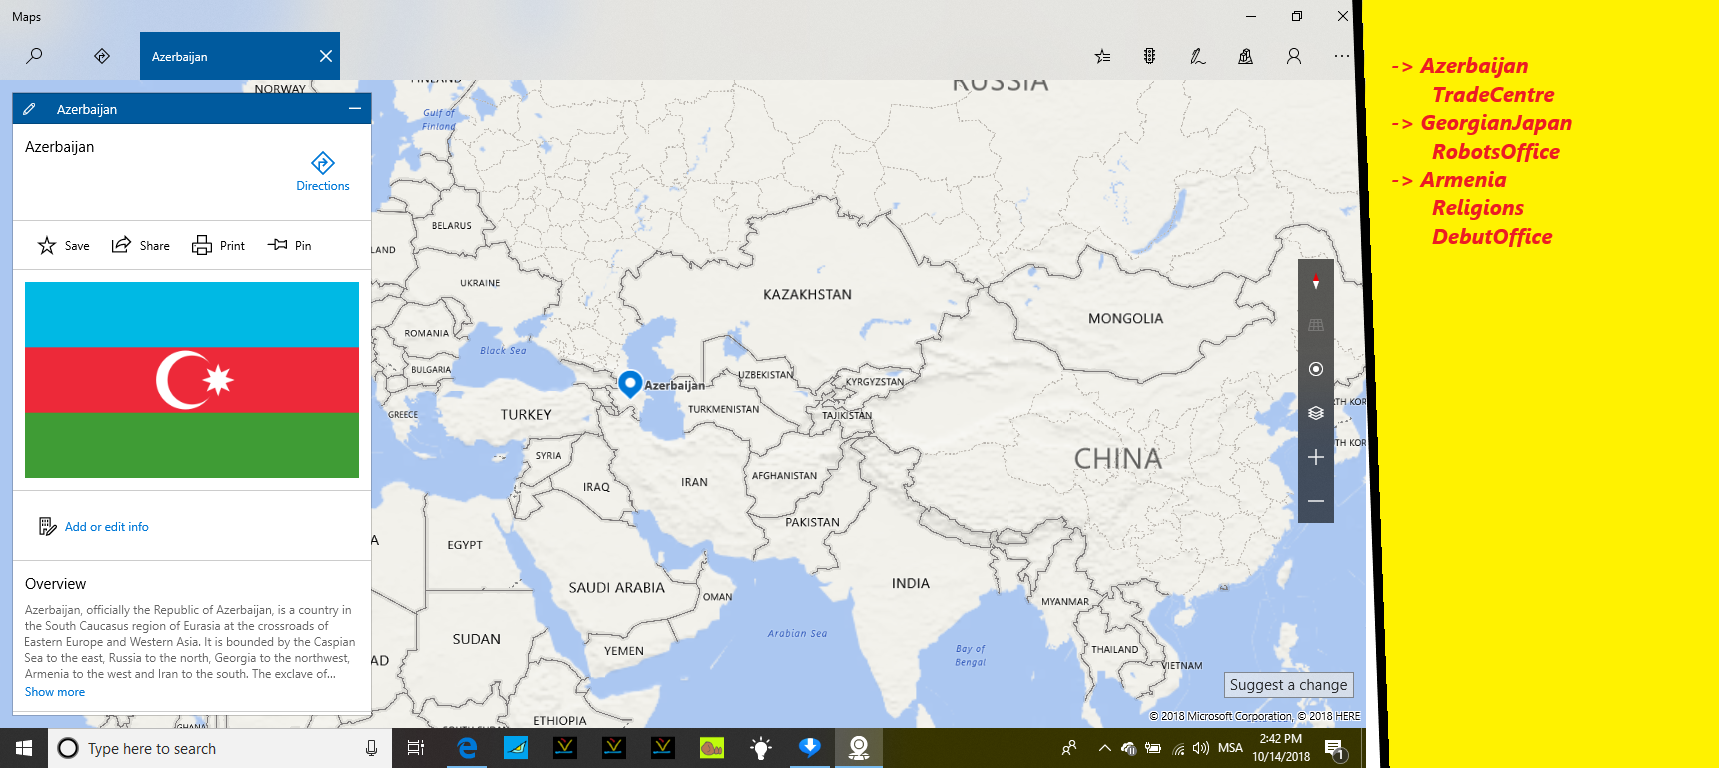 Maps
Azerbaijan
Azerbaijan
Azerbaijan
Directions
Save
Share
Print
Pin
Add or edit info
Overview
Azerbaijan, officially the Republic of Azerbaijan, is a country in
the South Caucasus region of Eurasia at the crossroads of
Eastern Europe and Western Asia. It is bounded by the Caspian
Sea to the east, Russia to the north, Georgia to the northwest,
Armenia to the west and Iran to the south. The exclave of...
Show more
NORWAY
FINLAND
RUSSIA
Gulf of
Finland
BELARUS
LAND
UKRAINE
KAZAKHSTAN
MONGOLIA
ROMANIA
Black Sea
BULGARIA
UZBEKISTAN
KYRGYZSTAN
Azerbaijan
GREECE
TURKEY
TURKMENISTAN
TAJIKISTAN
RTH KOR
UTH KOR
SYRIA
CHINA
IRAQ
IRAN
AFGHANISTAN
PAKISTAN
A
EGYPT
SAUDI ARABIA
OMAN
INDIA
MYANMAR
SUDAN
Arabian Sea
YEMEN
Bay of
Bengal
THAILAND
AD
VIETNAM
ETHIOPIA
GHANA
Suggest a change
© 2018 Microsoft Corporation, © 2018 HERE
Type here to search
MSA
2:42 PM
10/14/2018
1
-> Azerbaijan
TradeCentre
-> GeorgianJapan
RobotsOffice
-> Armenia
Religions
DebutOffice